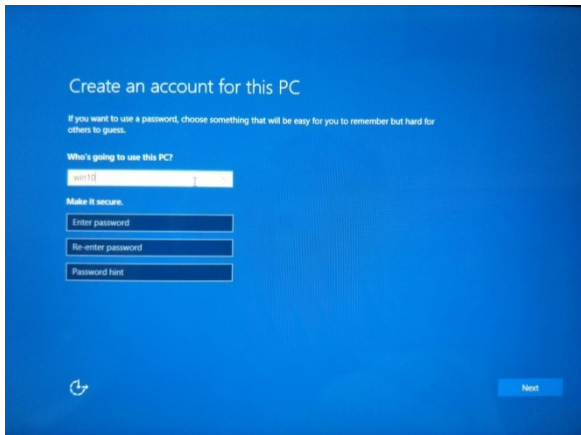 Create an account for this PC
If you want to use a password, choose something that will be easy for you to remember but hard for
others to guess.
Who's going to use this PC?
win10
Make it secure.
Enter password
Re-enter password
Password hint
Next